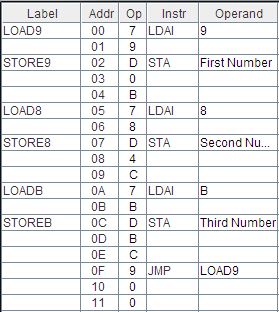 Label Addr Op Instr Operand
LOAD9 00 7 LDAI 9
01 9
STORE9 02 D STA First Number
03 0
04 B
LOAD8 05 7 LDAI 8
06 8
STORE8 07 D STA Second Nu...
08 4
09 C
LOADB 0A 7 LDAI B
0B B
STOREB 0C D STA Third Number
0D B
0E C
0F 9 JMP LOAD9
10 0
11 0